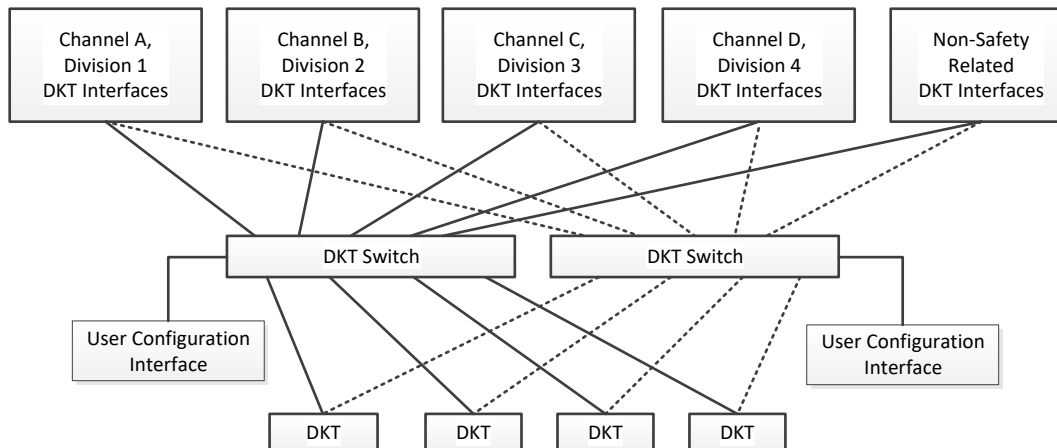 Channel A,
Division 1
DKT Interfaces
Channel B,
Division 2
DKT Interfaces
Channel C,
Division 3
DKT Interfaces
Channel D,
Division 4
DKT Interfaces
Non-Safety
Related
DKT Interfaces
DKT Switch
DKT Switch
User Configuration
Interface
User Configuration
Interface
DKT
DKT
DKT
DKT